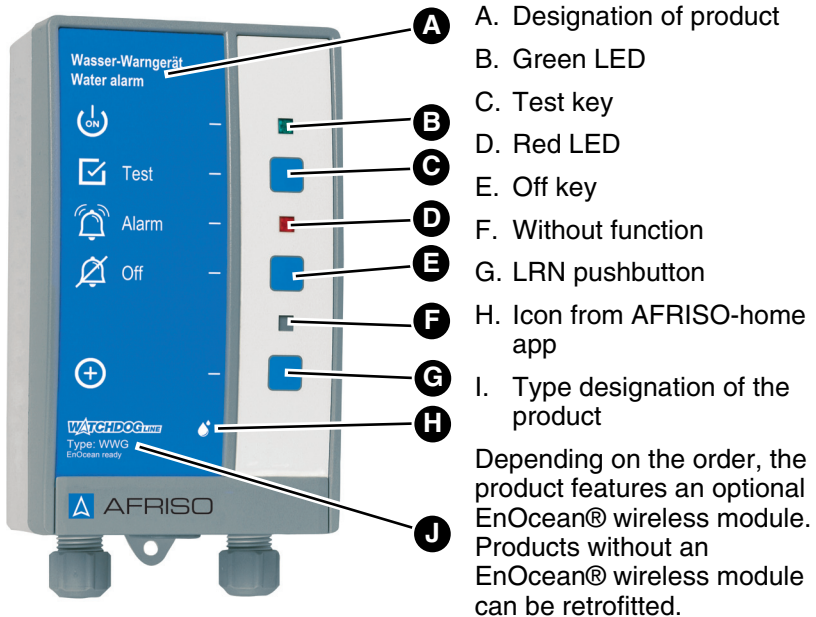 Wasser-Warngerät
Water alarm
ON
Test
Alarm
Off
WATCHDOG LINE
Type: WWG
EnOcean ready
AFRISO
A
B
C
D
E
F
G
H
J
A. Designation of product
B. Green LED
C. Test key
D. Red LED
E. Off key
F. Without function
G. LRN pushbutton
H. Icon from AFRISO-home
app
I. Type designation of the
product
Depending on the order, the
product features an optional
EnOcean® wireless module.
Products without an
EnOcean® wireless module
can be retrofitted.